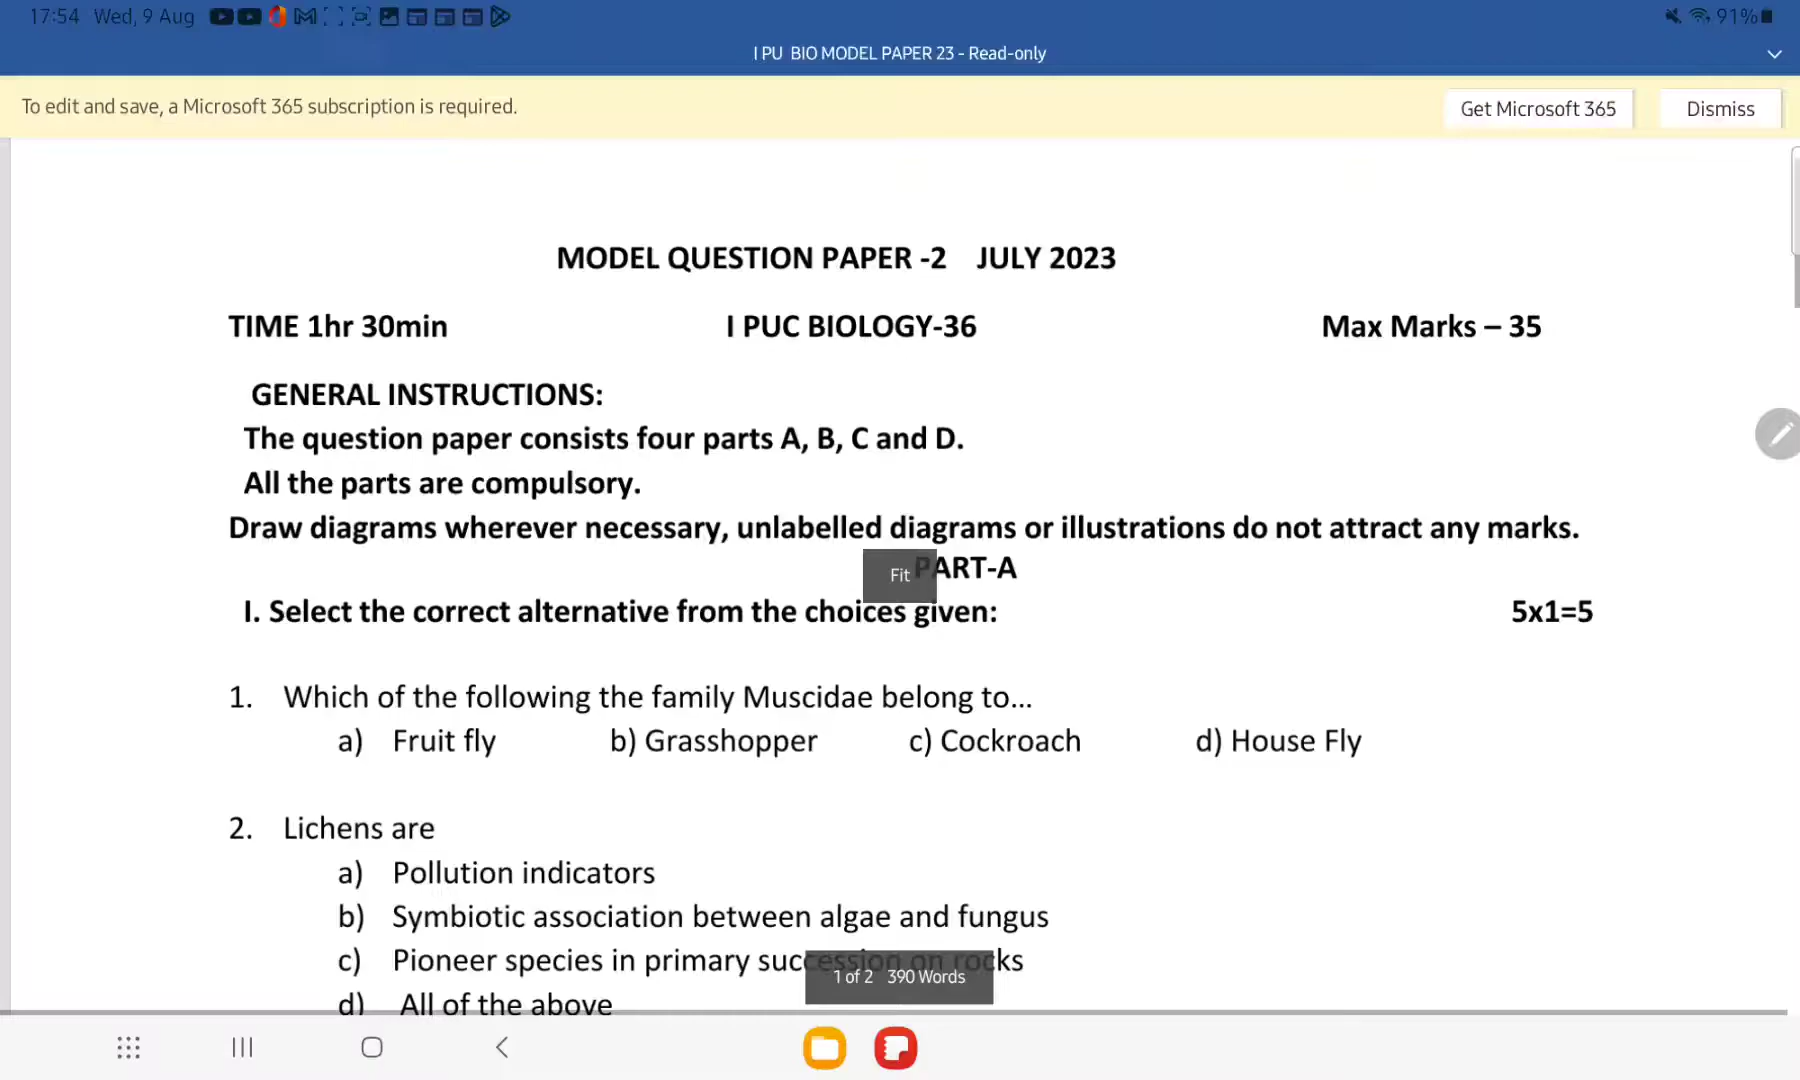 17:54 Wed, 9 Aug 91%
I PU BIO MODEL PAPER 23 - Read-only
To edit and save, a Microsoft 365 subscription is required. Get Microsoft 365 Dismiss
MODEL QUESTION PAPER -2 JULY 2023
TIME 1hr 30min I PUC BIOLOGY-36 Max Marks – 35
GENERAL INSTRUCTIONS:
The question paper consists four parts A, B, C and D.
All the parts are compulsory.
Draw diagrams wherever necessary, unlabelled diagrams or illustrations do not attract any marks.
Fit PART-A
I. Select the correct alternative from the choices given: 5x1=5
1. Which of the following the family Muscidae belong to...
a) Fruit fly b) Grasshopper c) Cockroach d) House Fly
2. Lichens are
a) Pollution indicators
b) Symbiotic association between algae and fungus
c) Pioneer species in primary succession on rocks
1 of 2 390 Words
d) All of the above